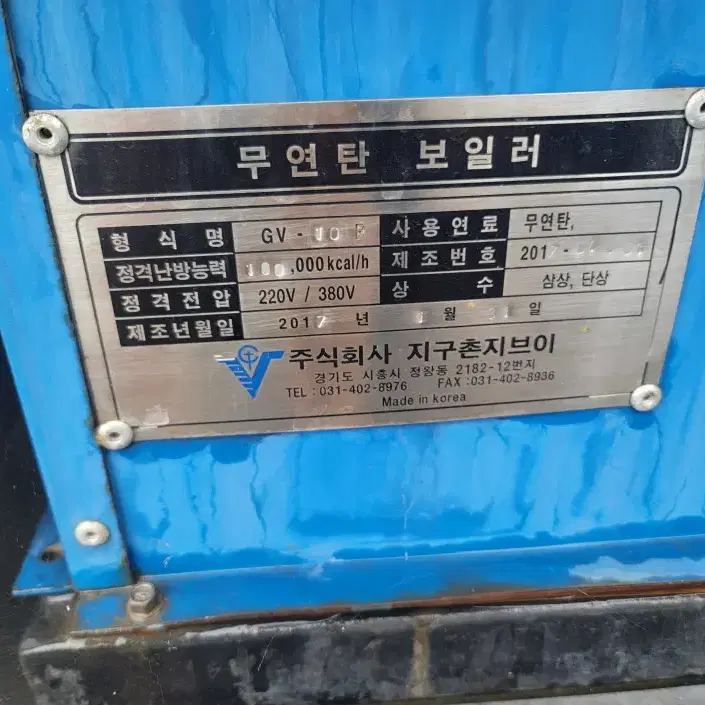 무연탄 보일러
형식명 GV - 사용연료 무연탄,
정격난방능력 ,000kcal/h 제조번호 2017 -
정격전압 220V / 380V 상수 삼상, 단상
제조년월일 2017 년 월 일
주식회사 지구촌지브이
경기도 시흥시 정왕동 2182-12번지
TEL : 031-402-8976 FAX : 031-402-8936
Made in korea